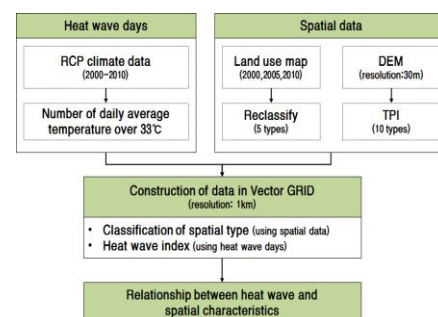 Heat wave days
RCP climate data
(2000-2010)
Number of daily average
temperature over 33℃
Spatial data
Land use map
(2000,2005,2010)
Reclassify
(5 types)
DEM
(resolution:30m)
TPI
(10 types)
Construction of data in Vector GRID
(resolution: 1km)
• Classification of spatial type (using spatial data)
• Heat wave index (using heat wave days)
Relationship between heat wave and
spatial characteristics